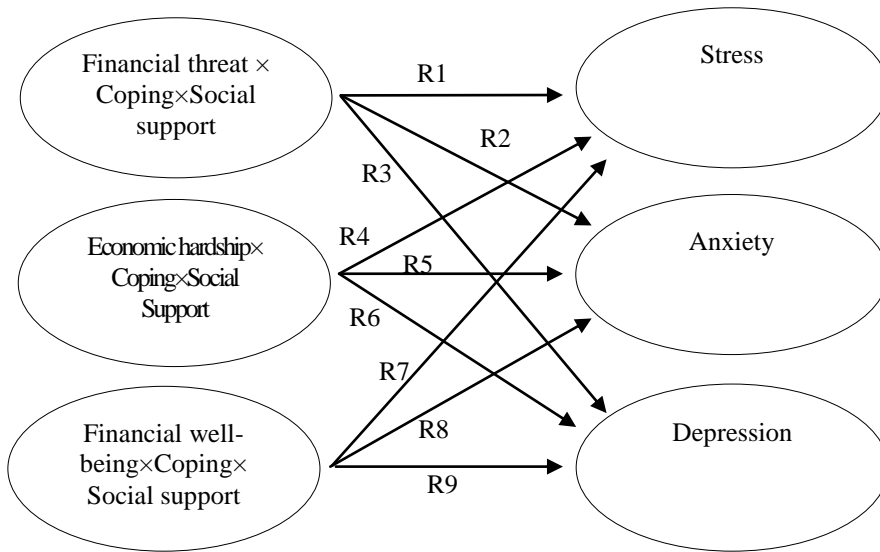 Financial threat ×
Coping×Social
support
R1
Stress
R2
R3
Economic hardship×
Coping×Social
Support
R4
R5
R6
Anxiety
Financial well-
being×Coping×
Social support
R7
R8
R9
Depression